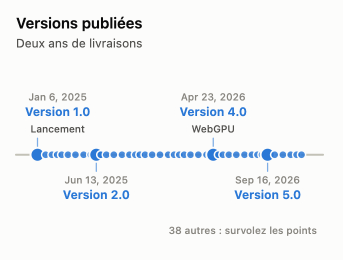 Versions publiées
Deux ans de livraisons
Jan 6, 2025
Version 1.0
Lancement
Apr 23, 2026
Version 4.0
WebGPU
Jun 13, 2025
Version 2.0
Sep 16, 2026
Version 5.0
38 autres : survolez les points